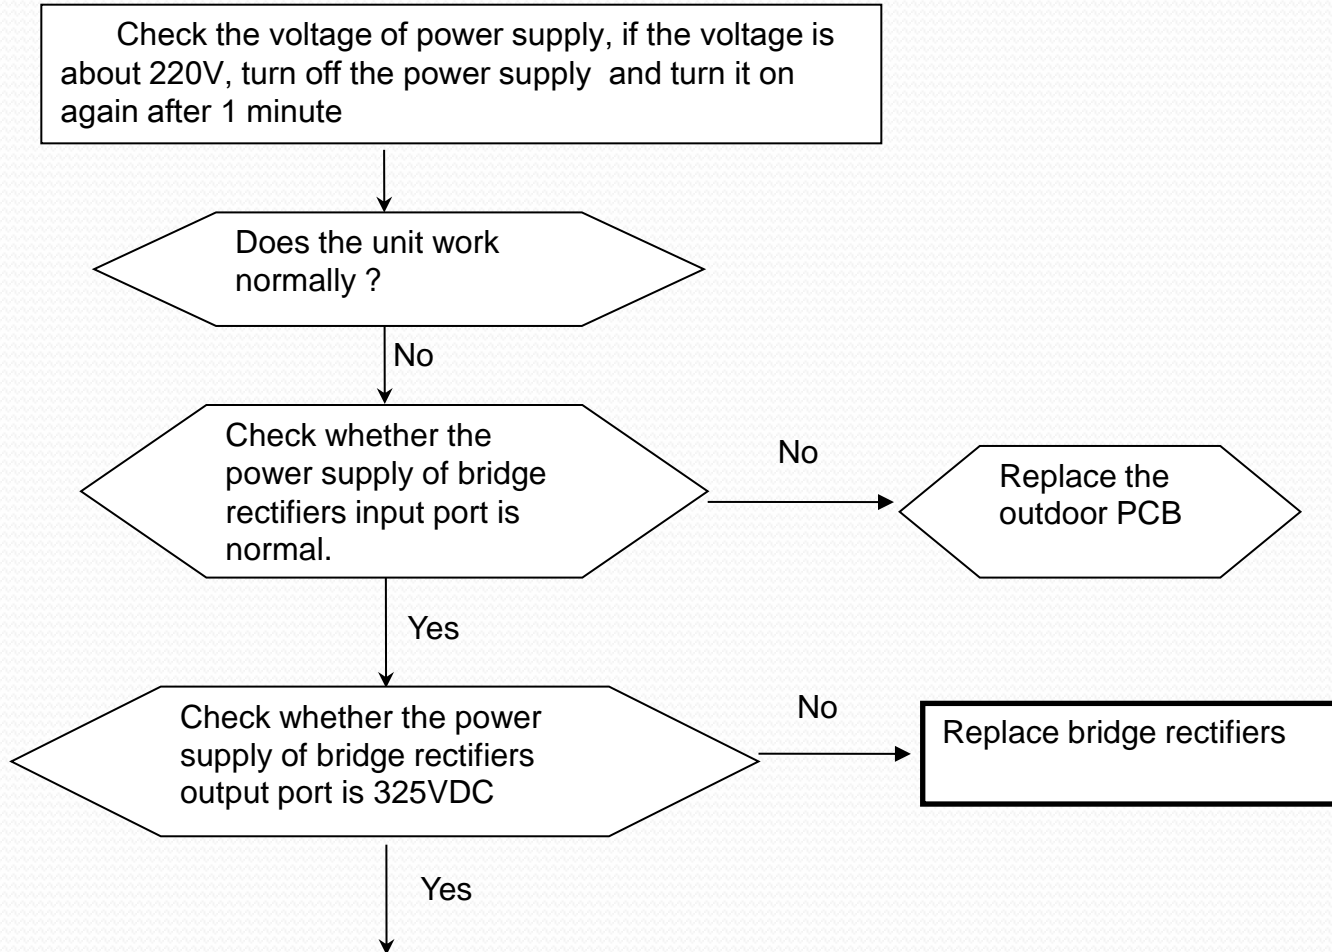 Check the voltage of power supply, if the voltage is
about 220V, turn off the power supply  and turn it on
again after 1 minute
Does the unit work
normally ?
No
Check whether the
power supply of bridge
rectifiers input port is
normal.
No
Replace the
outdoor PCB
Yes
Check whether the power
supply of bridge rectifiers
output port is 325VDC
No
Replace bridge rectifiers
Yes